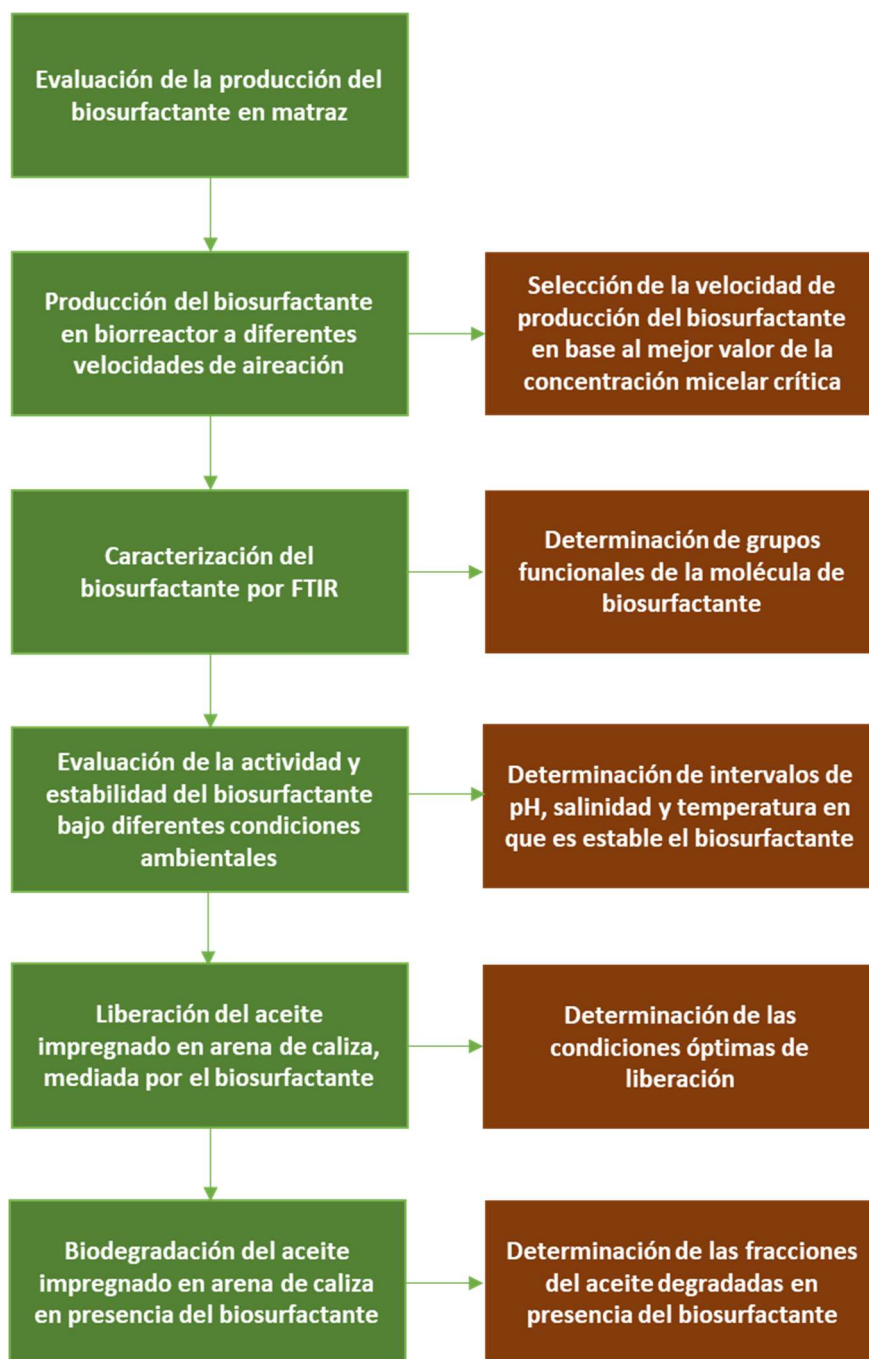 Evaluación de la producción del
biosurfactante en matraz
Producción del biosurfactante
en biorreactor a diferentes
velocidades de aireación
Selección de la velocidad de
producción del biosurfactante
en base al mejor valor de la
concentración micelar crítica
Caracterización del
biosurfactante por FTIR
Determinación de grupos
funcionales de la molécula de
biosurfactante
Evaluación de la actividad y
estabilidad del biosurfactante
bajo diferentes condiciones
ambientales
Determinación de intervalos de
pH, salinidad y temperatura en
que es estable el biosurfactante
Liberación del aceite
impregnado en arena de caliza,
mediada por el biosurfactante
Determinación de las
condiciones óptimas de
liberación
Biodegradación del aceite
impregnado en arena de caliza
en presencia del biosurfactante
Determinación de las fracciones
del aceite degradadas en
presencia del biosurfactante